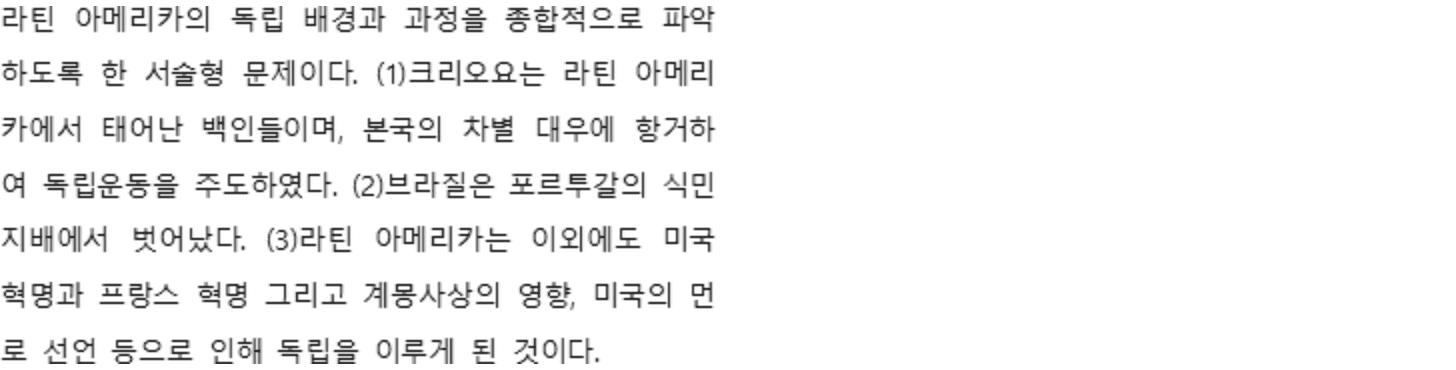 라틴 아메리카의 독립 배경과 과정을 종합적으로 파악
하도록 한 서술형 문제이다. (1)크리오요는 라틴 아메리
카에서 태어난 백인들이며, 본국의 차별 대우에 항거하
여 독립운동을 주도하였다. (2)브라질은 포르투갈의 식민
지배에서 벗어났다. (3)라틴 아메리카는 이외에도 미국
혁명과 프랑스 혁명 그리고 계몽사상의 영향, 미국의 먼
로 선언 등으로 인해 독립을 이루게 된 것이다.